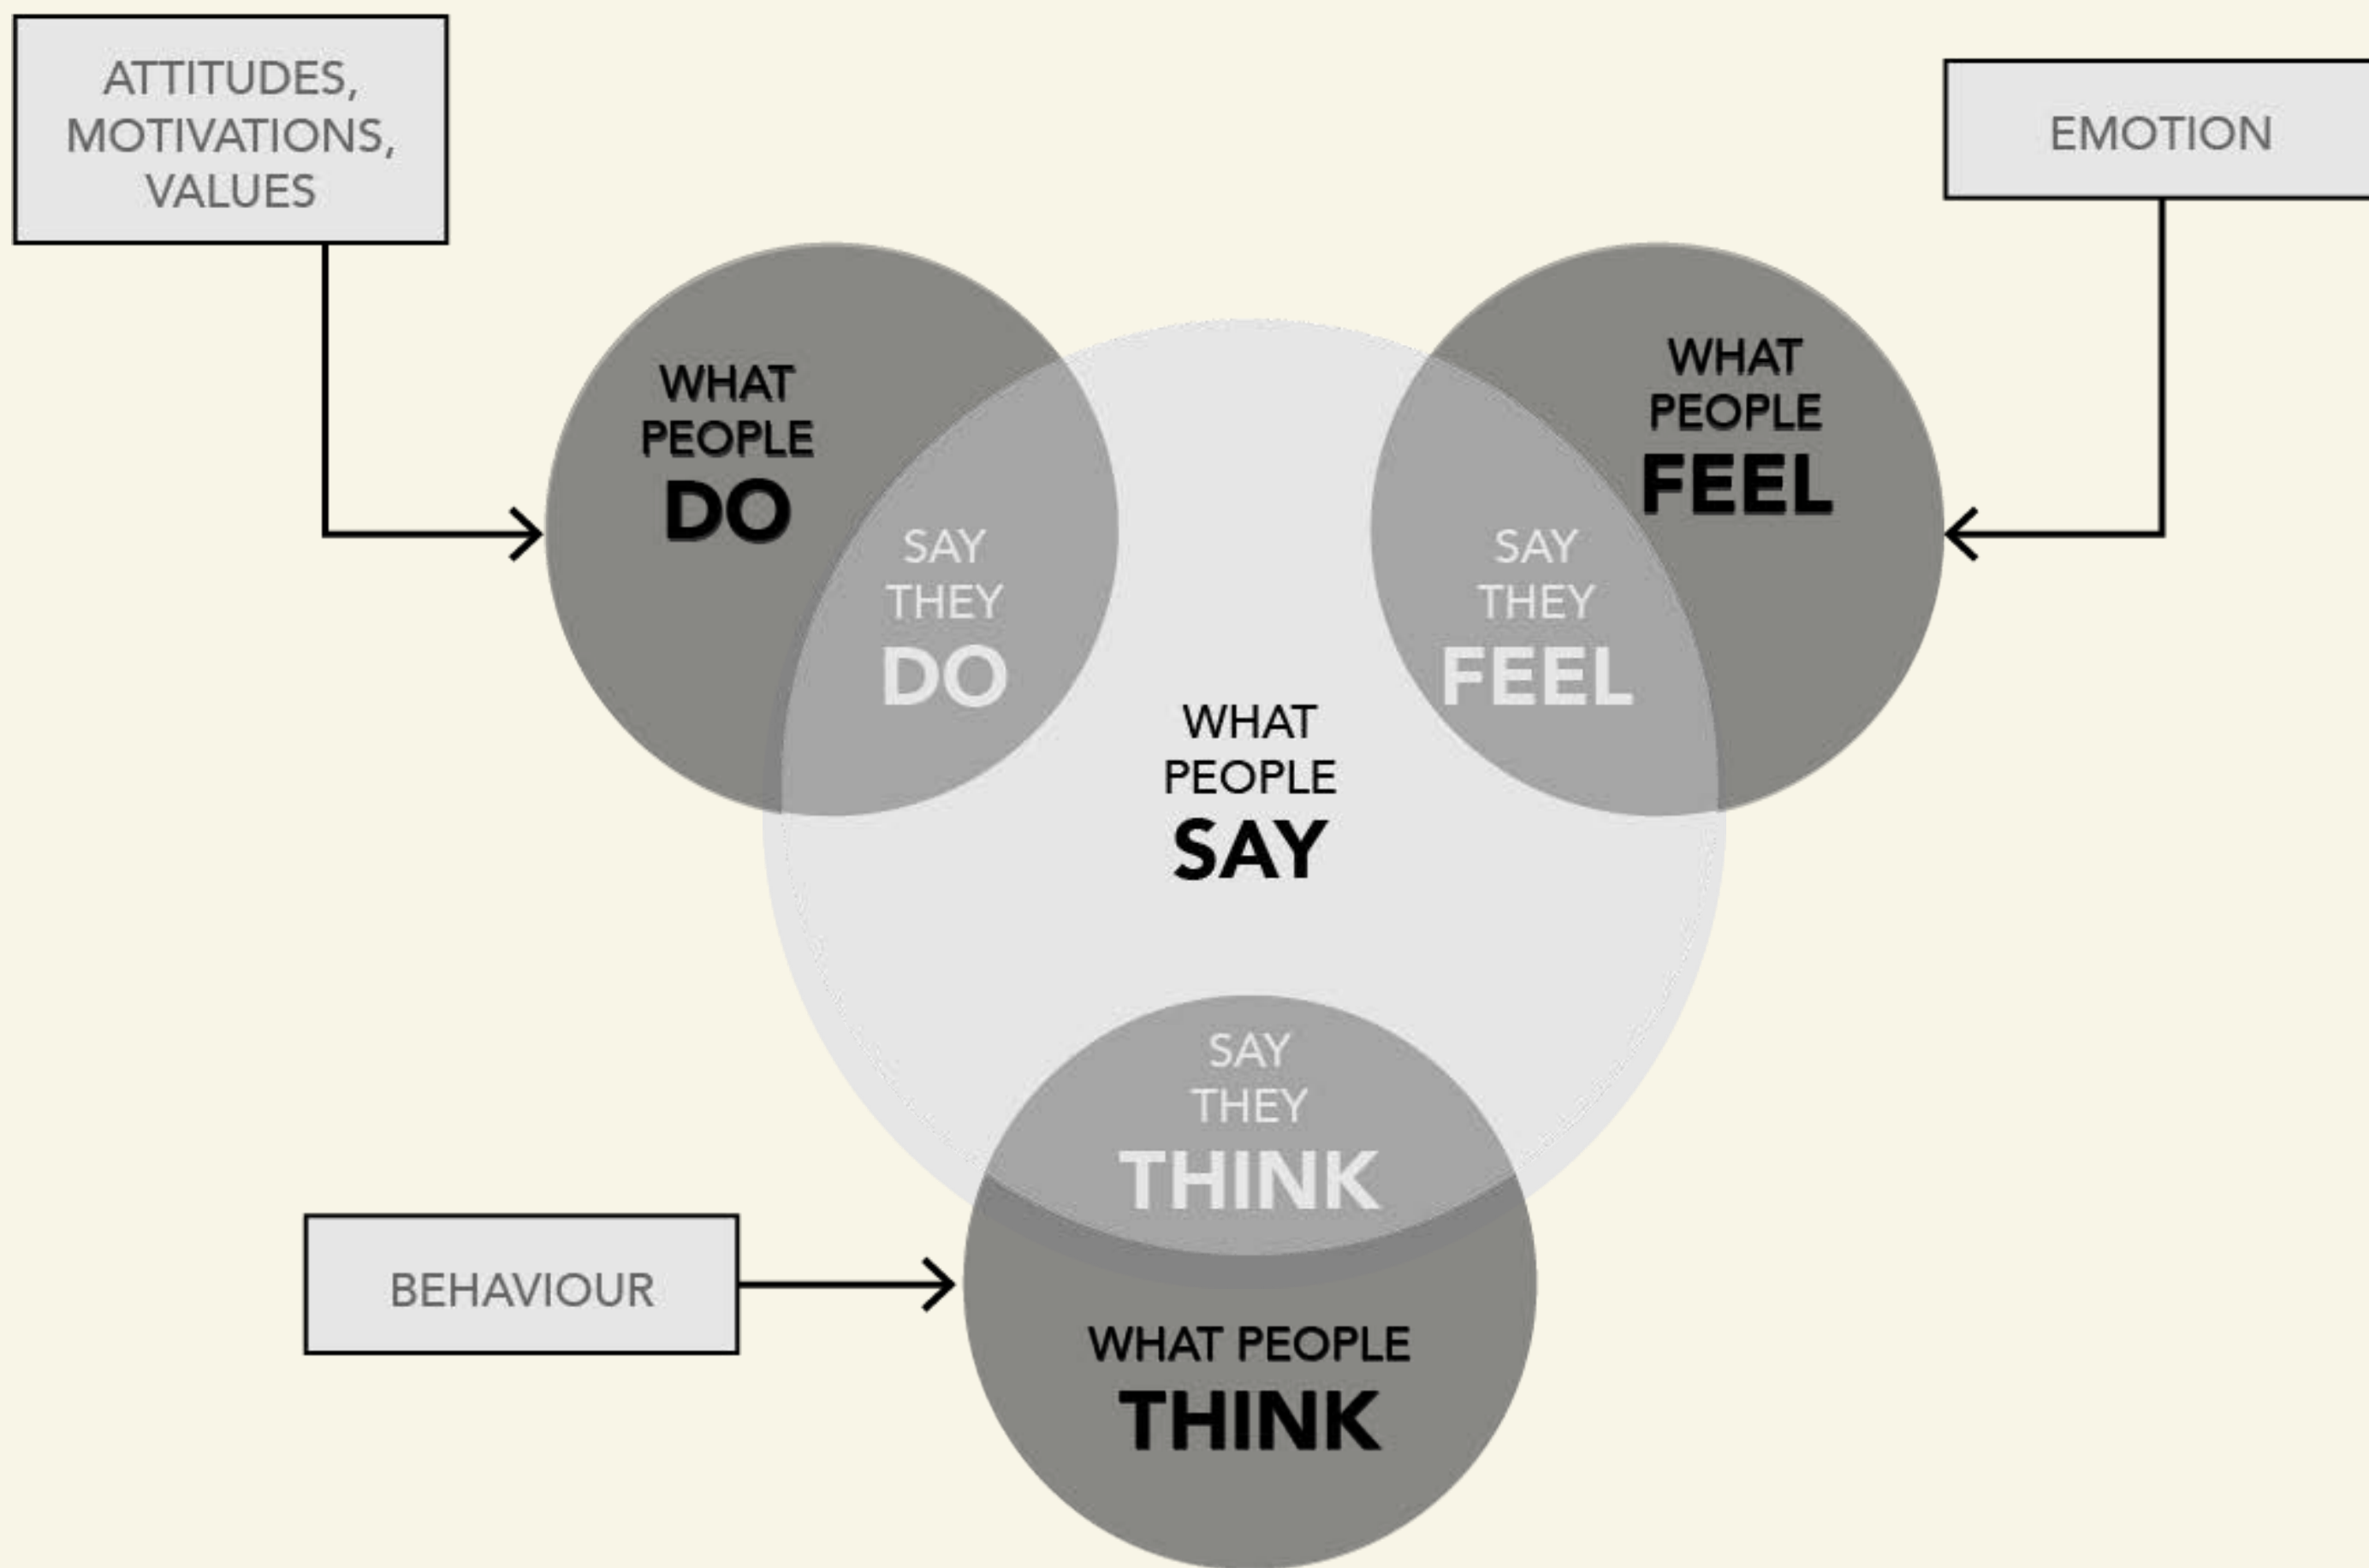 ATTITUDES,
MOTIVATIONS,
VALUES
EMOTION
WHAT
PEOPLE
DO
WHAT
PEOPLE
FEEL
SAY
THEY
DO
SAY
THEY
FEEL
WHAT
PEOPLE
SAY
SAY
THEY
THINK
BEHAVIOUR
WHAT PEOPLE
THINK